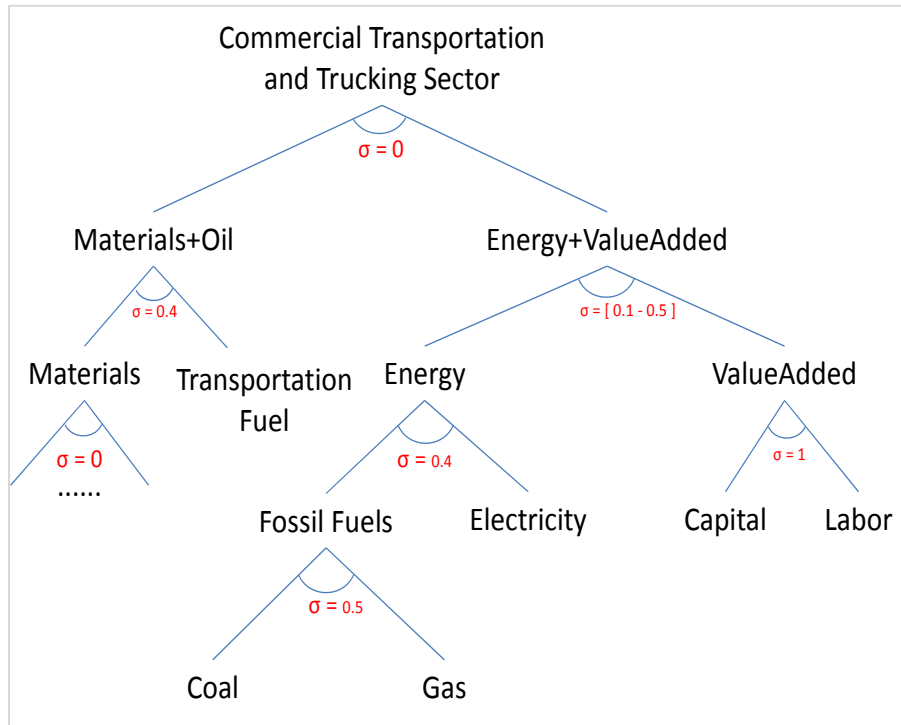 Commercial Transportation
and Trucking Sector
σ = 0
Materials+Oil
Energy+ValueAdded
σ = 0.4
σ = [ 0.1 - 0.5 ]
Materials
Transportation
Fuel
Energy
ValueAdded
σ = 0
......
σ = 0.4
σ = 1
Fossil Fuels
Electricity
Capital
Labor
σ = 0.5
Coal
Gas